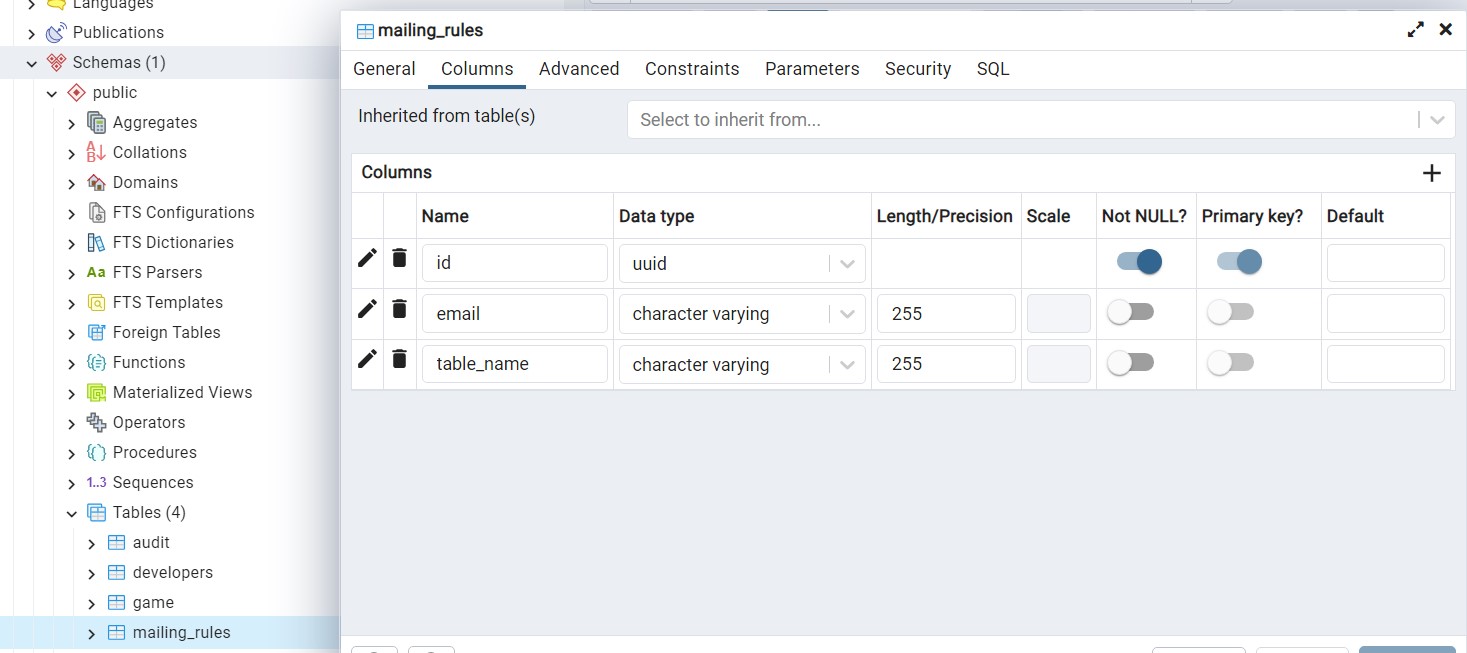 Languages
Publications
Schemas (1)
public
Aggregates
Collations
Domains
FTS Configurations
FTS Dictionaries
Aa FTS Parsers
FTS Templates
Foreign Tables
Functions
Materialized Views
Operators
Procedures
1..3 Sequences
Tables (4)
audit
developers
game
mailing_rules
mailing_rules
General Columns Advanced Constraints Parameters Security SQL
Inherited from table(s) Select to inherit from...
Columns
Name Data type Length/Precision Scale Not NULL? Primary key? Default
id uuid
email character varying 255
table_name character varying 255